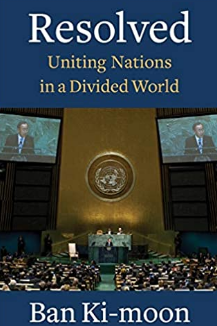 Resolved
Uniting Nations
in a Divided World
Ban Ki-moon